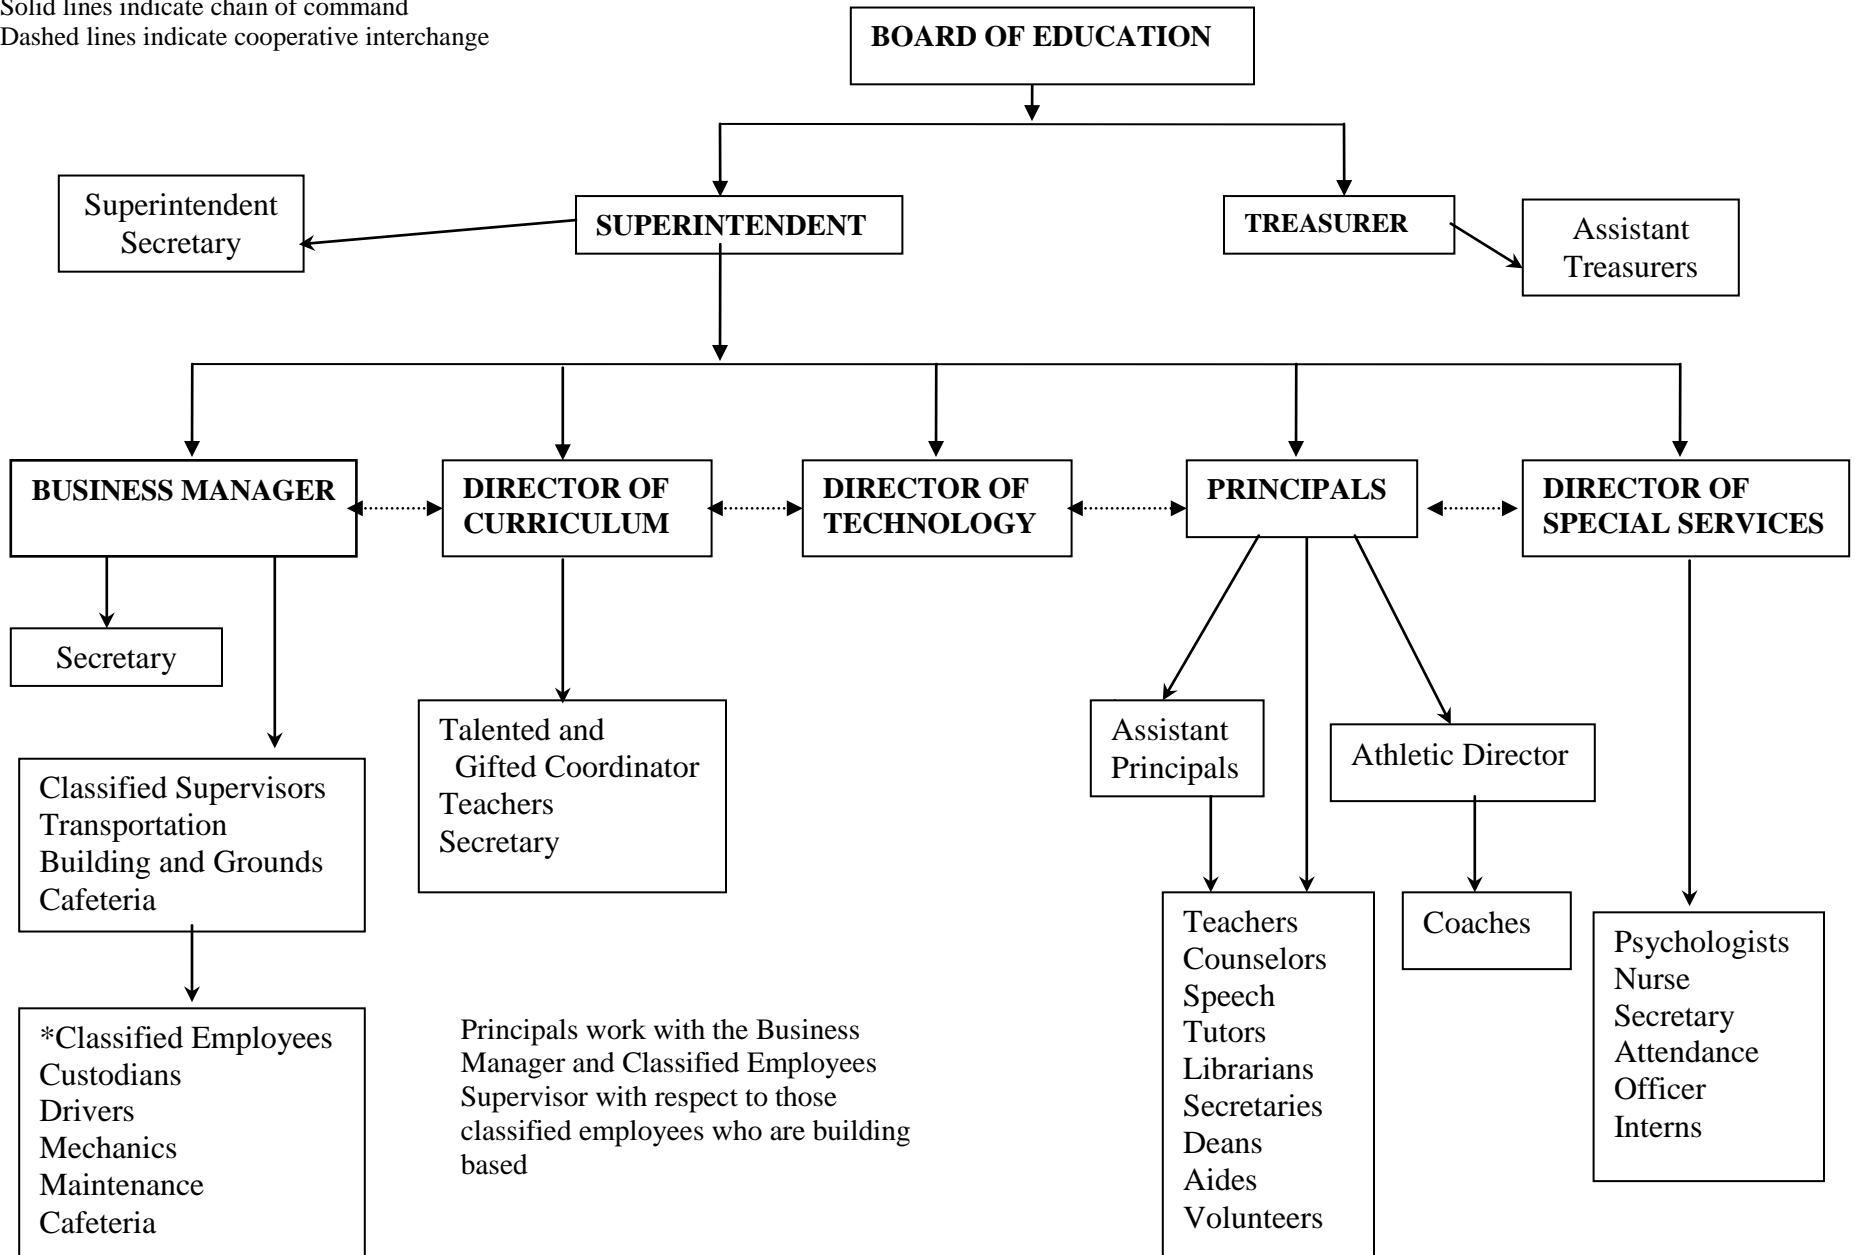 Solid lines indicate chain of command
Dashed lines indicate cooperative interchange
BOARD OF EDUCATION
Superintendent
Secretary
SUPERINTENDENT
TREASURER
Assistant
Treasurers
BUSINESS MANAGER
DIRECTOR OF
CURRICULUM
DIRECTOR OF
TECHNOLOGY
PRINCIPALS
DIRECTOR OF
SPECIAL SERVICES
Secretary
Classified Supervisors
Transportation
Building and Grounds
Cafeteria
*Classified Employees
Custodians
Drivers
Mechanics
Maintenance
Cafeteria
Talented and
Gifted Coordinator
Teachers
Secretary
Principals work with the Business
Manager and Classified Employees
Supervisor with respect to those
classified employees who are building
based
Assistant
Principals
Athletic Director
Teachers
Counselors
Speech
Tutors
Librarians
Secretaries
Deans
Aides
Volunteers
Coaches
Psychologists
Nurse
Secretary
Attendance
Officer
Interns